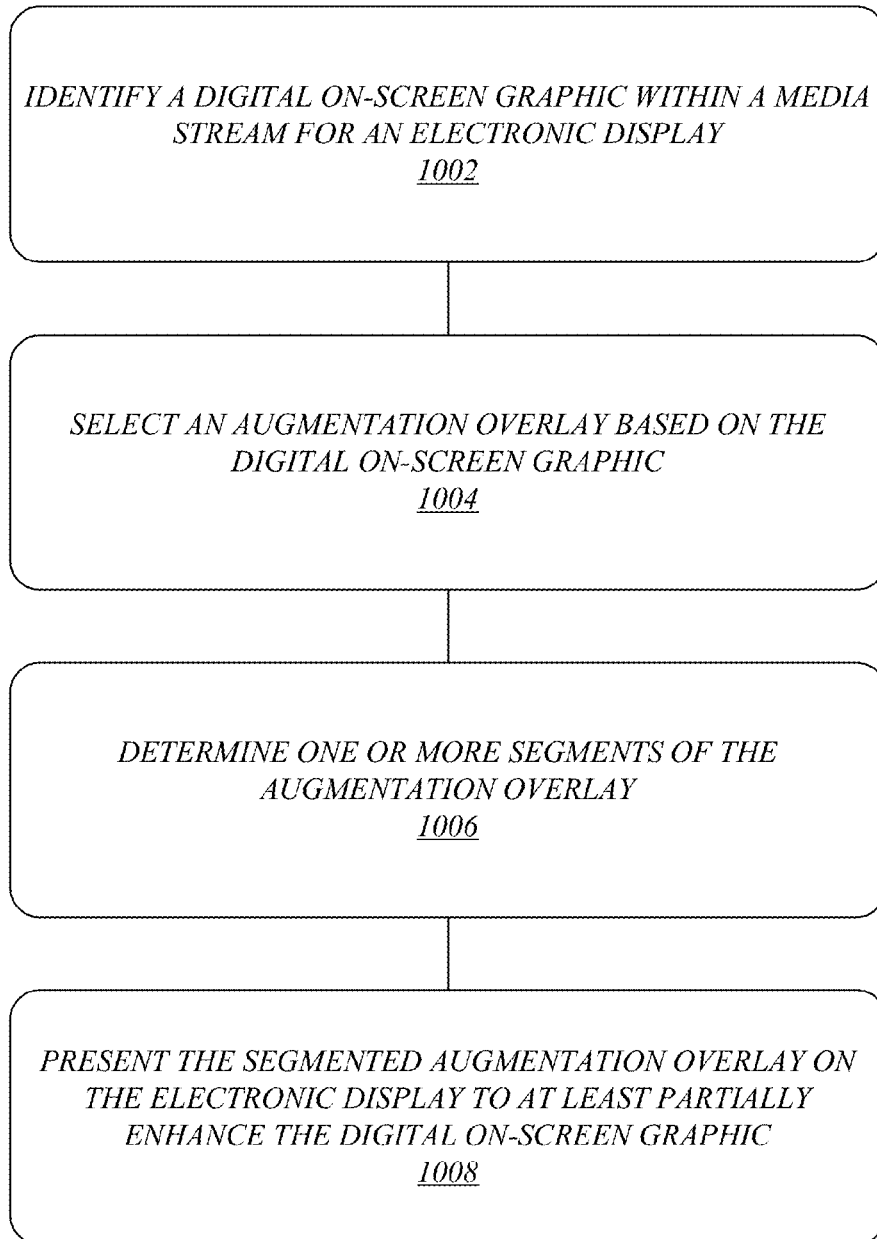 IDENTIFY A DIGITAL ON-SCREEN GRAPHIC WITHIN A MEDIA
STREAM FOR AN ELECTRONIC DISPLAY
1002
SELECT AN AUGMENTATION OVERLAY BASED ON THE
DIGITAL ON-SCREEN GRAPHIC
1004
DETERMINE ONE OR MORE SEGMENTS OF THE
AUGMENTATION OVERLAY
1006
PRESENT THE SEGMENTED AUGMENTATION OVERLAY ON
THE ELECTRONIC DISPLAY TO AT LEAST PARTIALLY
ENHANCE THE DIGITAL ON-SCREEN GRAPHIC
1008